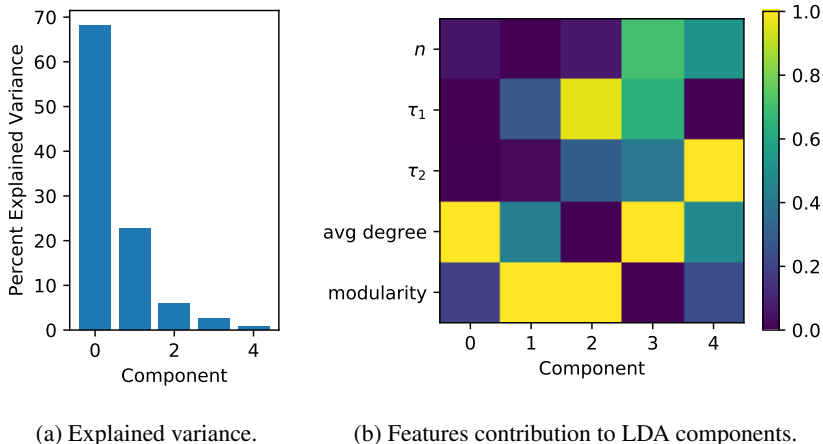 70
60
50
40
30
20
10
0
Percent Explained Variance
0 2 4
Component
n
τ1
τ2
avg degree
modularity
0 1 2 3 4
Component
1.0
0.8
0.6
0.4
0.2
0.0
(a) Explained variance.
(b) Features contribution to LDA components.